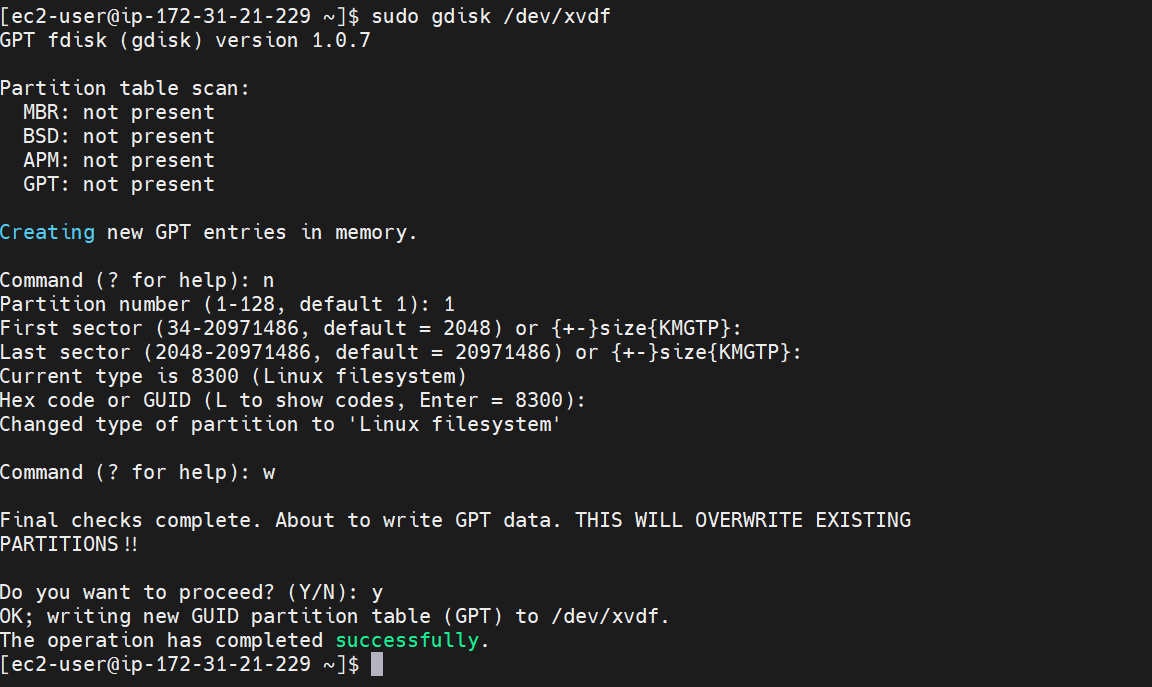 [ec2-user@ip-172-31-21-229 ~]$ sudo gdisk /dev/xvdf
GPT fdisk (gdisk) version 1.0.7
Partition table scan:
  MBR: not present
  BSD: not present
  APM: not present
  GPT: not present
Creating new GPT entries in memory.
Command (? for help): n
Partition number (1-128, default 1): 1
First sector (34-20971486, default = 2048) or {+-}size{KMGTP}:
Last sector (2048-20971486, default = 20971486) or {+-}size{KMGTP}:
Current type is 8300 (Linux filesystem)
Hex code or GUID (L to show codes, Enter = 8300):
Changed type of partition to 'Linux filesystem'
Command (? for help): w
Final checks complete. About to write GPT data. THIS WILL OVERWRITE EXISTING
PARTITIONS!!
Do you want to proceed? (Y/N): y
OK; writing new GUID partition table (GPT) to /dev/xvdf.
The operation has completed successfully.
[ec2-user@ip-172-31-21-229 ~]$